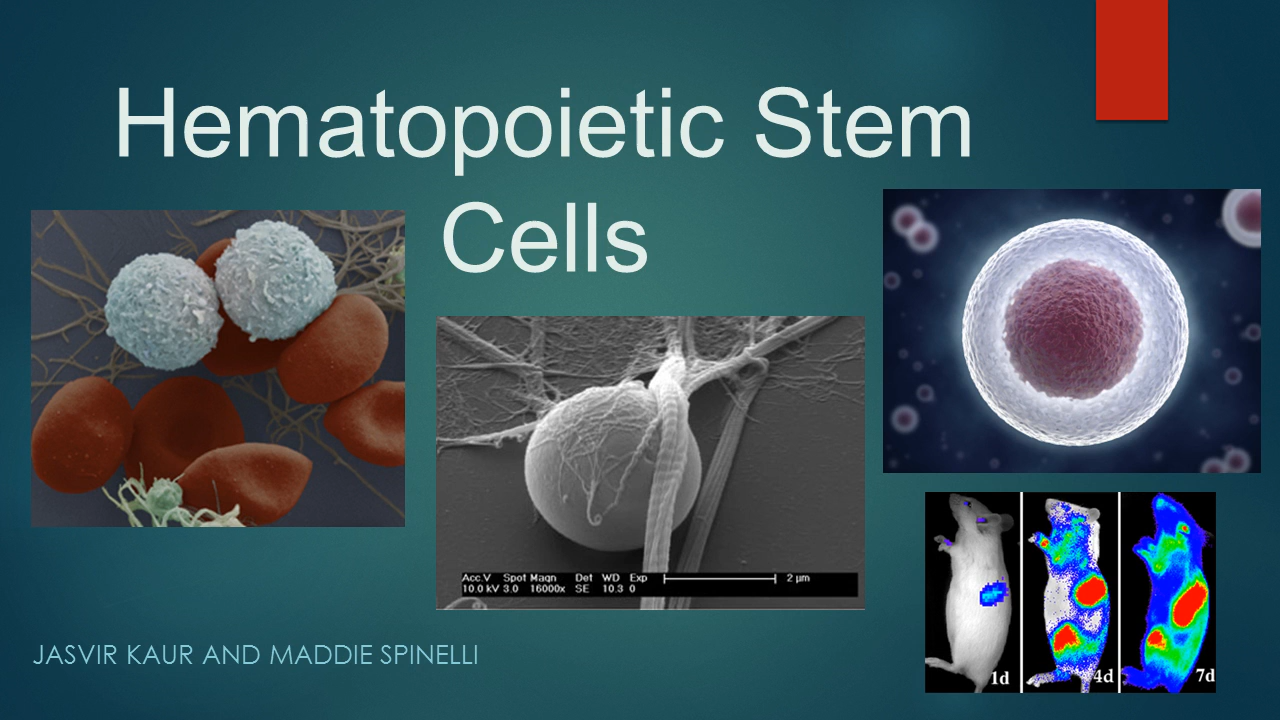 Hematopoietic Stem
Cells
Acc.V Spot Magn Det WD Exp 2 µm
10.0 kV 3.0 16000x SE 10.3 0
1d 4d 7d
JASVIR KAUR AND MADDIE SPINELLI